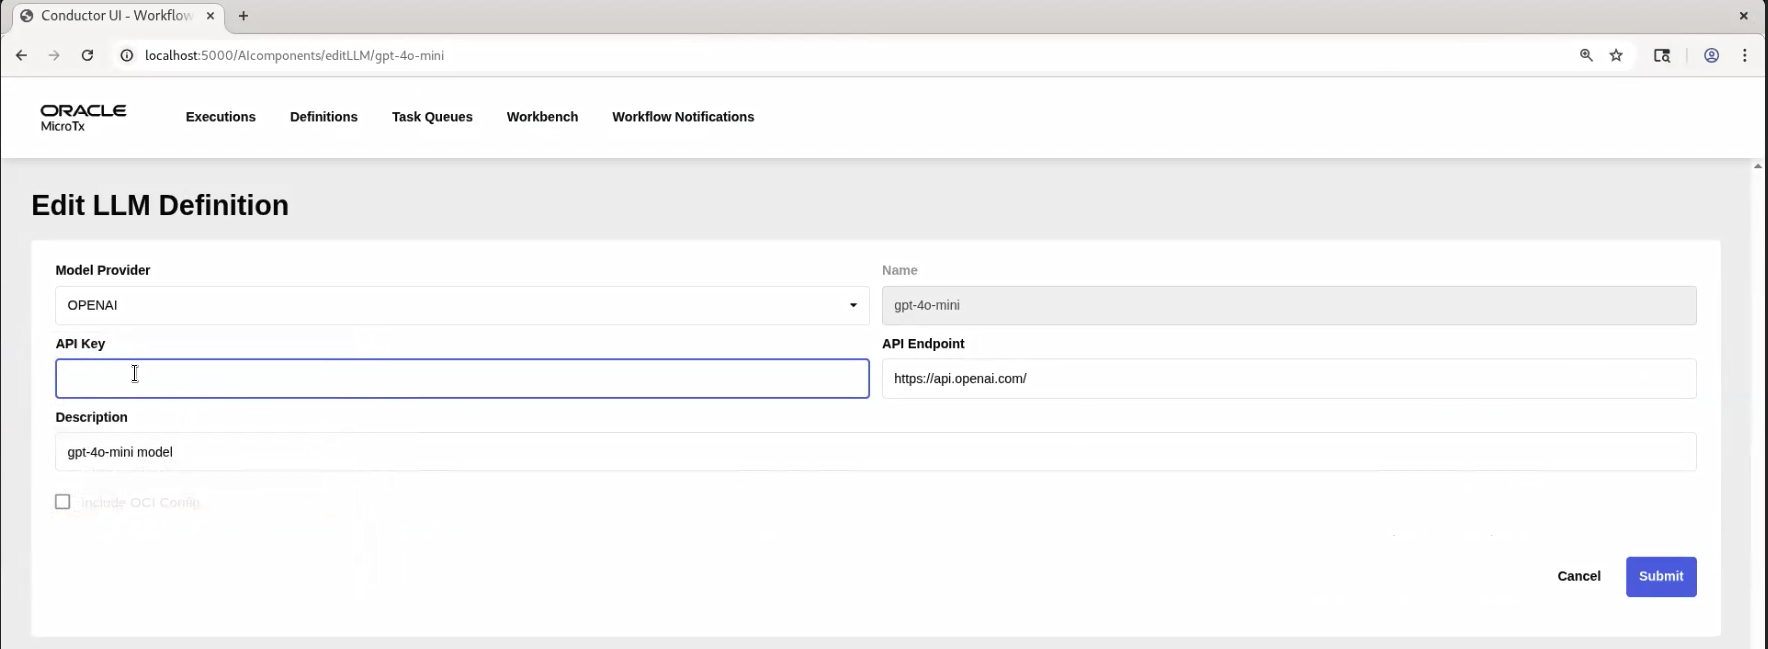 Conductor UI - Workflow
localhost:5000/AIcomponents/editLLM/gpt-4o-mini
ORACLE
MicroTx
Executions
Definitions
Task Queues
Workbench
Workflow Notifications
Edit LLM Definition
Model Provider
Name
OPENAI
gpt-4o-mini
API Key
API Endpoint
https://api.openai.com/
Description
gpt-4o-mini model
Include OCI Config
Cancel
Submit